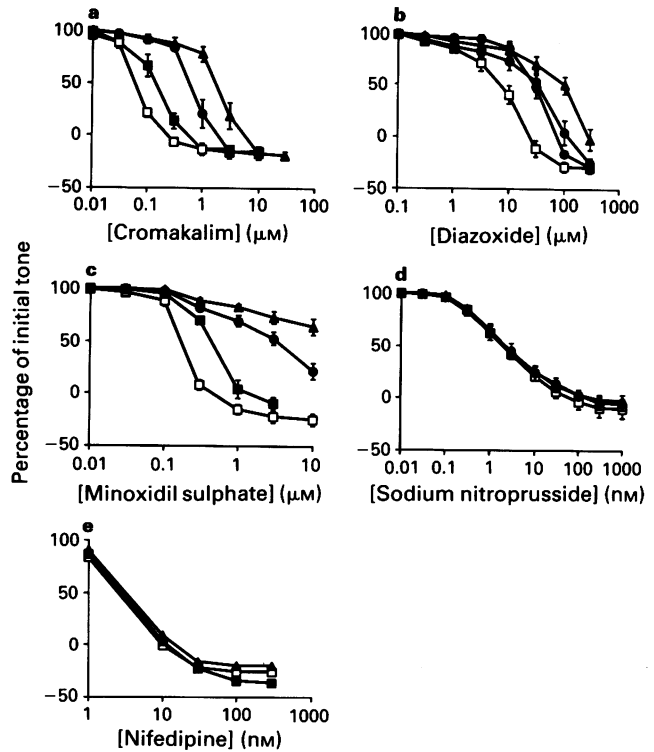 a
100
50
0
−50
0.01 0.1 1 10 100
[Cromakalim] (μM)
b
100
50
0
−50
0.1 1 10 100 1000
[Diazoxide] (μM)
Percentage of initial tone
c
100
50
0
−50
0.01 0.1 1 10
[Minoxidil sulphate] (μM)
d
100
50
0
−50
0.01 0.1 1 10 100 1000
[Sodium nitroprusside] (nM)
e
100
50
0
−50
1 10 100 1000
[Nifedipine] (nM)